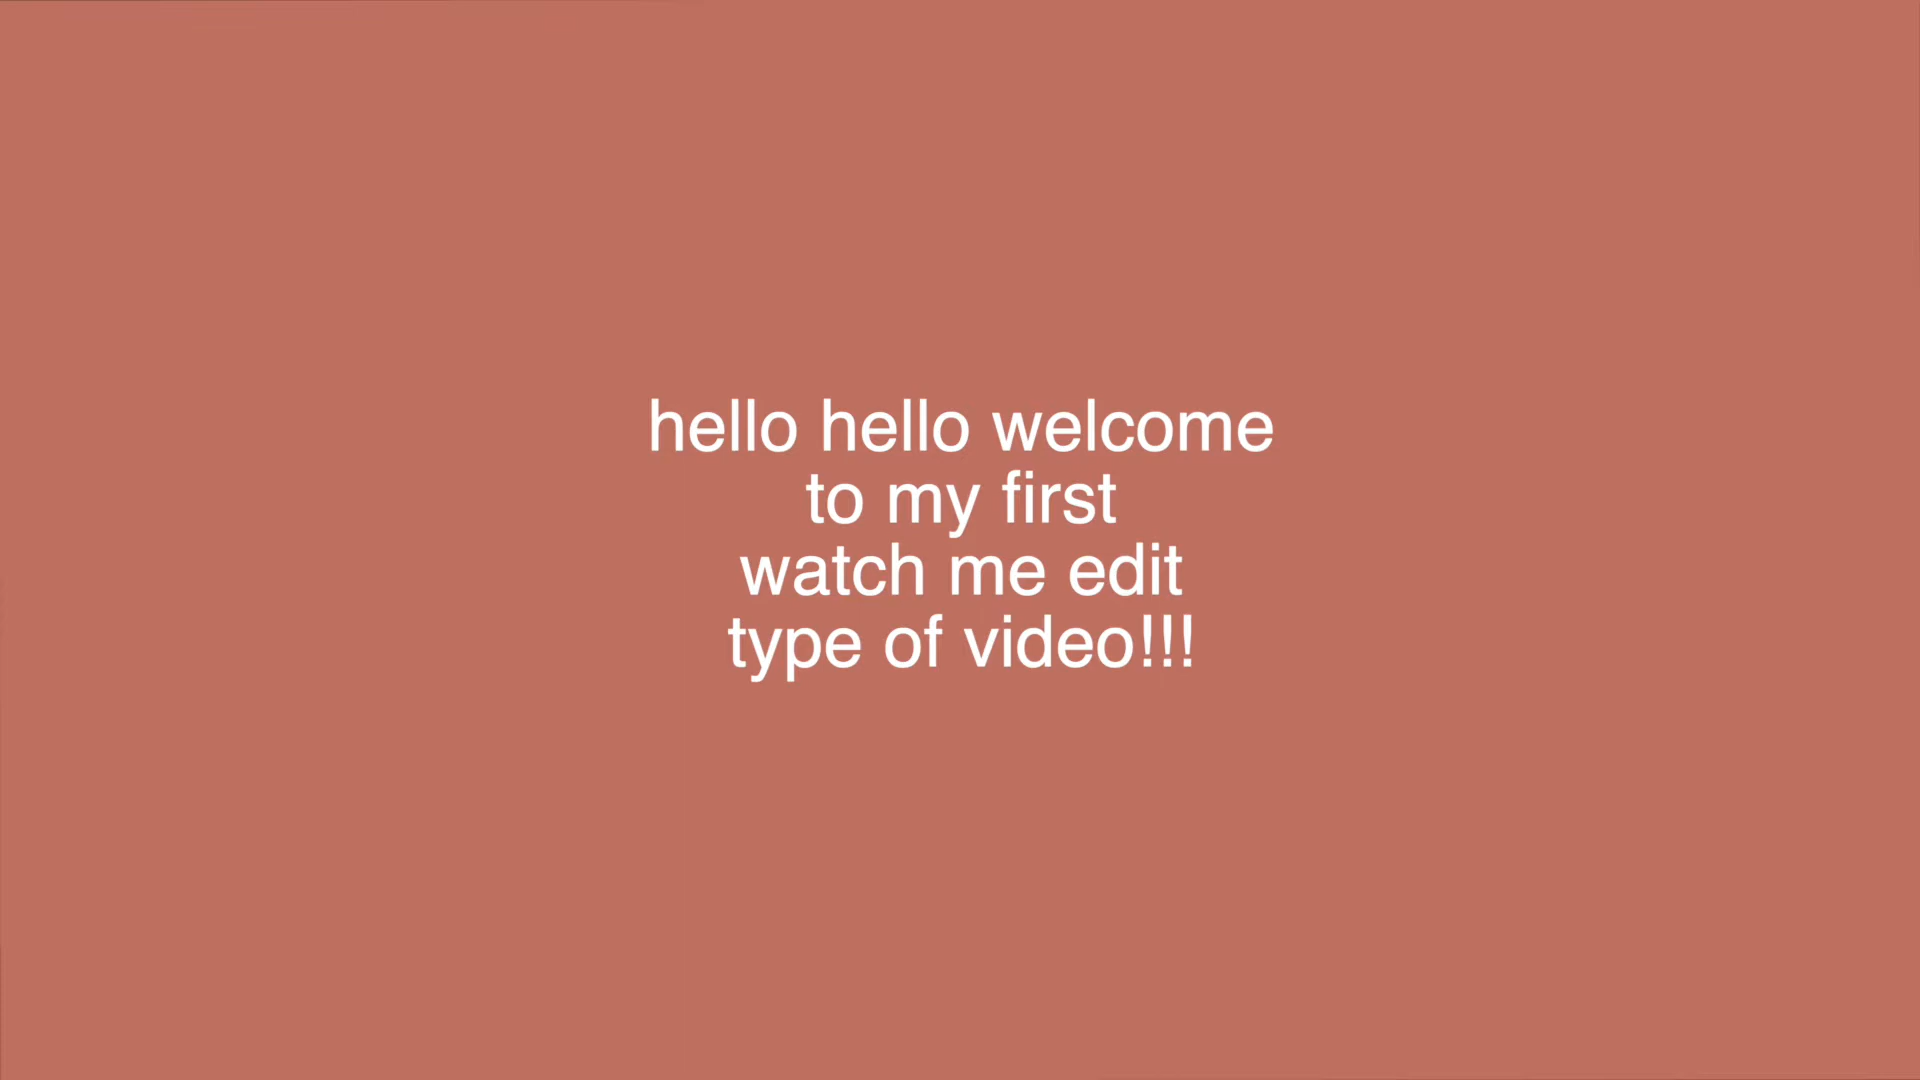 hello hello welcome
to my first
watch me edit
type of video!!!